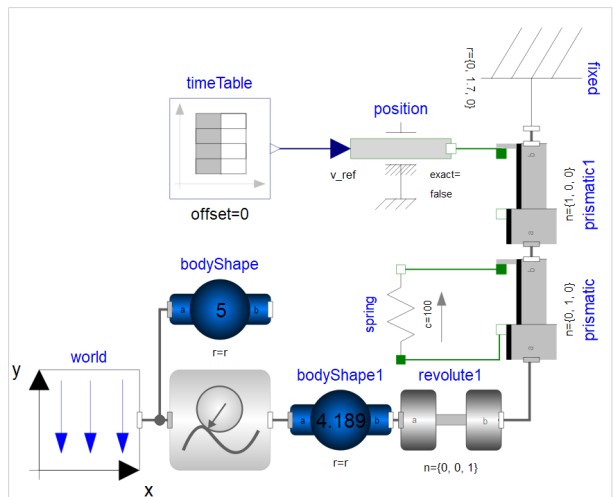 timeTable
offset=0
position
v_ref
exact=
false
r={0, 1.7, 0}
fixed
b
a
n={1, 0, 0}
prismatic1
b
a
n={0, 1, 0}
prismatic
spring
c=100
bodyShape
a
5
b
r=r
world
y
x
bodyShape1
a
4.189
b
r=r
revolute1
a
b
n={0, 0, 1}